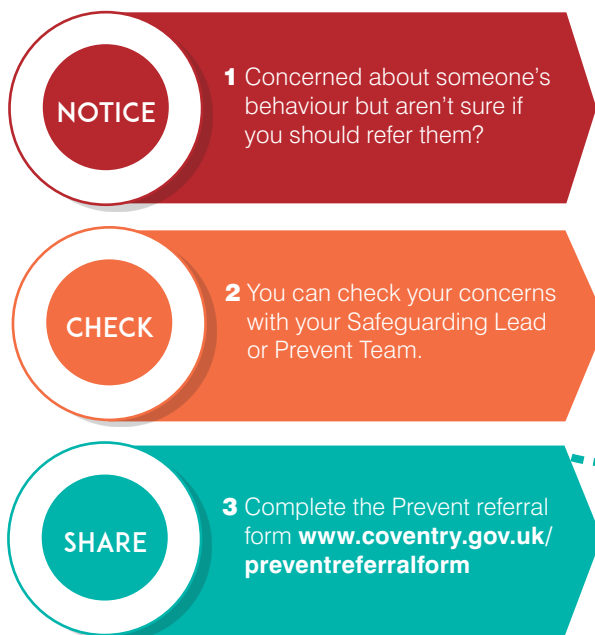 NOTICE
1 Concerned about someone's
behaviour but aren't sure if
you should refer them?
CHECK
2 You can check your concerns
with your Safeguarding Lead
or Prevent Team.
SHARE
3 Complete the Prevent referral
form www.coventry.gov.uk/
preventreferralform